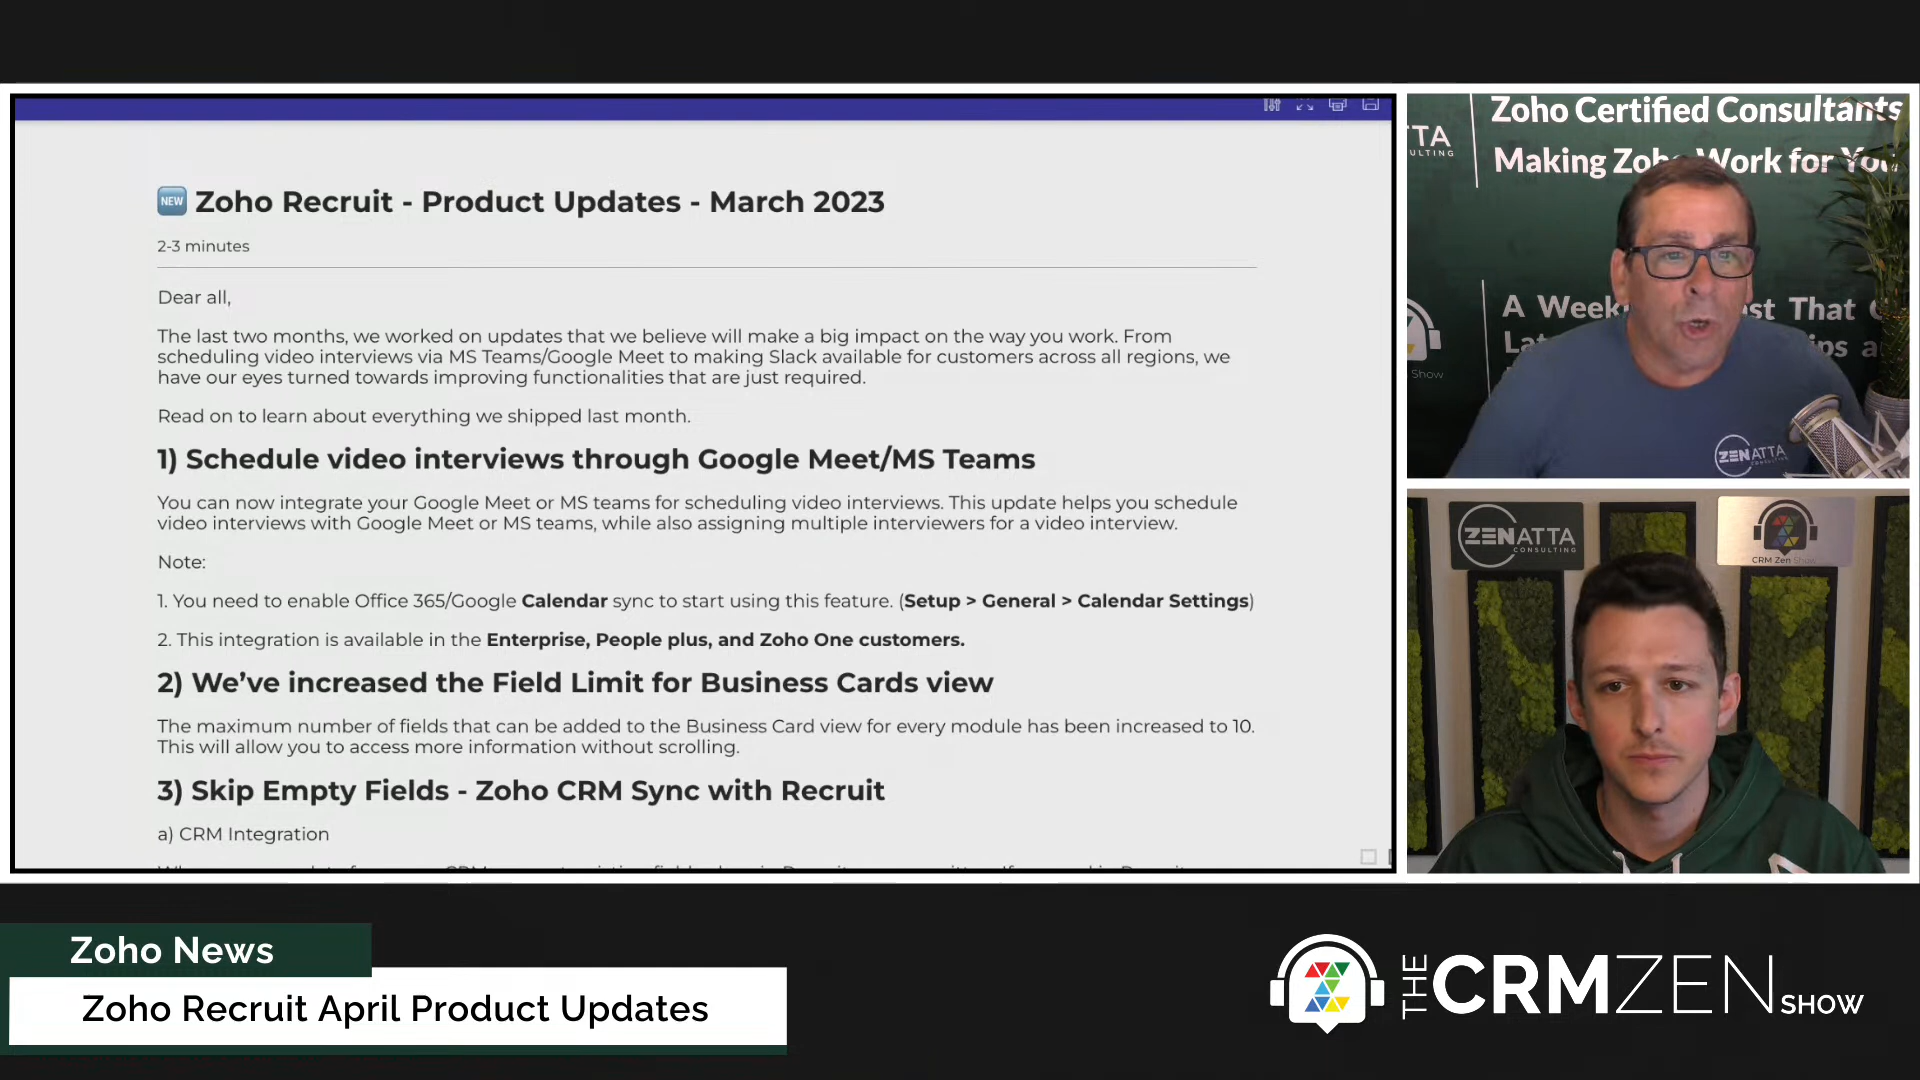 NEW Zoho Recruit - Product Updates - March 2023
2-3 minutes
Dear all,
The last two months, we worked on updates that we believe will make a big impact on the way you work. From
scheduling video interviews via MS Teams/Google Meet to making Slack available for customers across all regions, we
have our eyes turned towards improving functionalities that are just required.
Read on to learn about everything we shipped last month.
1) Schedule video interviews through Google Meet/MS Teams
You can now integrate your Google Meet or MS teams for scheduling video interviews. This update helps you schedule
video interviews with Google Meet or MS teams, while also assigning multiple interviewers for a video interview.
Note:
1. You need to enable Office 365/Google Calendar sync to start using this feature. (Setup > General > Calendar Settings)
2. This integration is available in the Enterprise, People plus, and Zoho One customers.
2) We’ve increased the Field Limit for Business Cards view
The maximum number of fields that can be added to the Business Card view for every module has been increased to 10.
This will allow you to access more information without scrolling.
3) Skip Empty Fields - Zoho CRM Sync with Recruit
a) CRM Integration
TTA
ULTING
Zoho Certified Consultants
Making Zoho Work for You
A Week st That
Show
ZENATTA
CONSULTING
ZENATTA
CONSULTING
CRM Zen Show
Zoho News
Zoho Recruit April Product Updates
THE CRMZEN SHOW